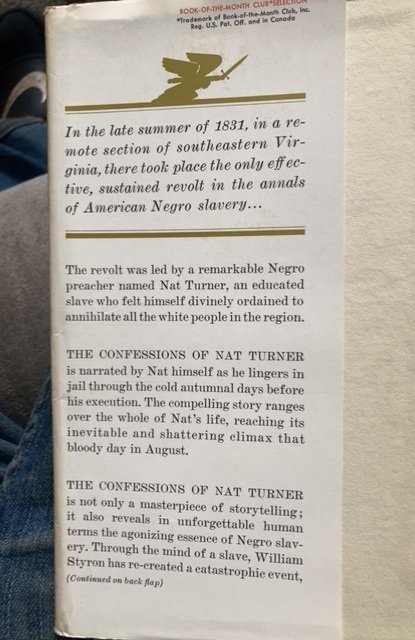 BOOK-OF-THE-MONTH CLUB*SELECTION
*Trademark of Book-of-the-Month Club, Inc.
Reg. U.S. Pat. Off. and in Canada
In the late summer of 1831, in a re-
mote section of southeastern Vir-
ginia, there took place the only effec-
tive, sustained revolt in the annals
of American Negro slavery...
The revolt was led by a remarkable Negro
preacher named Nat Turner, an educated
slave who felt himself divinely ordained to
annihilate all the white people in the region.
THE CONFESSIONS OF NAT TURNER
is narrated by Nat himself as he lingers in
jail through the cold autumnal days before
his execution. The compelling story ranges
over the whole of Nat's life, reaching its
inevitable and shattering climax that
bloody day in August.
THE CONFESSIONS OF NAT TURNER
is not only a masterpiece of storytelling;
it also reveals in unforgettable human
terms the agonizing essence of Negro slav-
ery. Through the mind of a slave, William
Styron has re-created a catastrophic event,
(Continued on back flap)